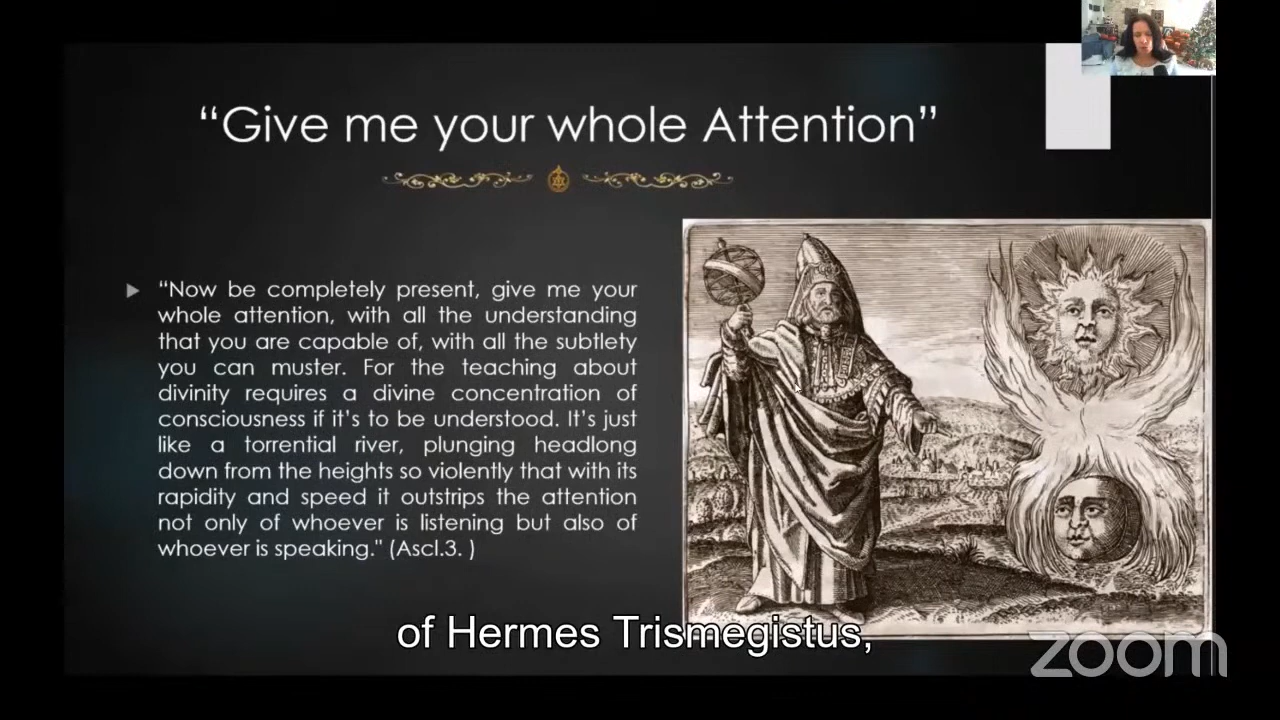 “Give me your whole Attention”
“Now be completely present, give me your
whole attention, with all the understanding
that you are capable of, with all the subtlety
you can muster. For the teaching about
divinity requires a divine concentration of
consciousness if it’s to be understood. It’s just
like a torrential river, plunging headlong
down from the heights so violently that with its
rapidity and speed it outstrips the attention
not only of whoever is listening but also of
whoever is speaking." (Ascl.3. )
of Hermes Trismegistus,
zoom